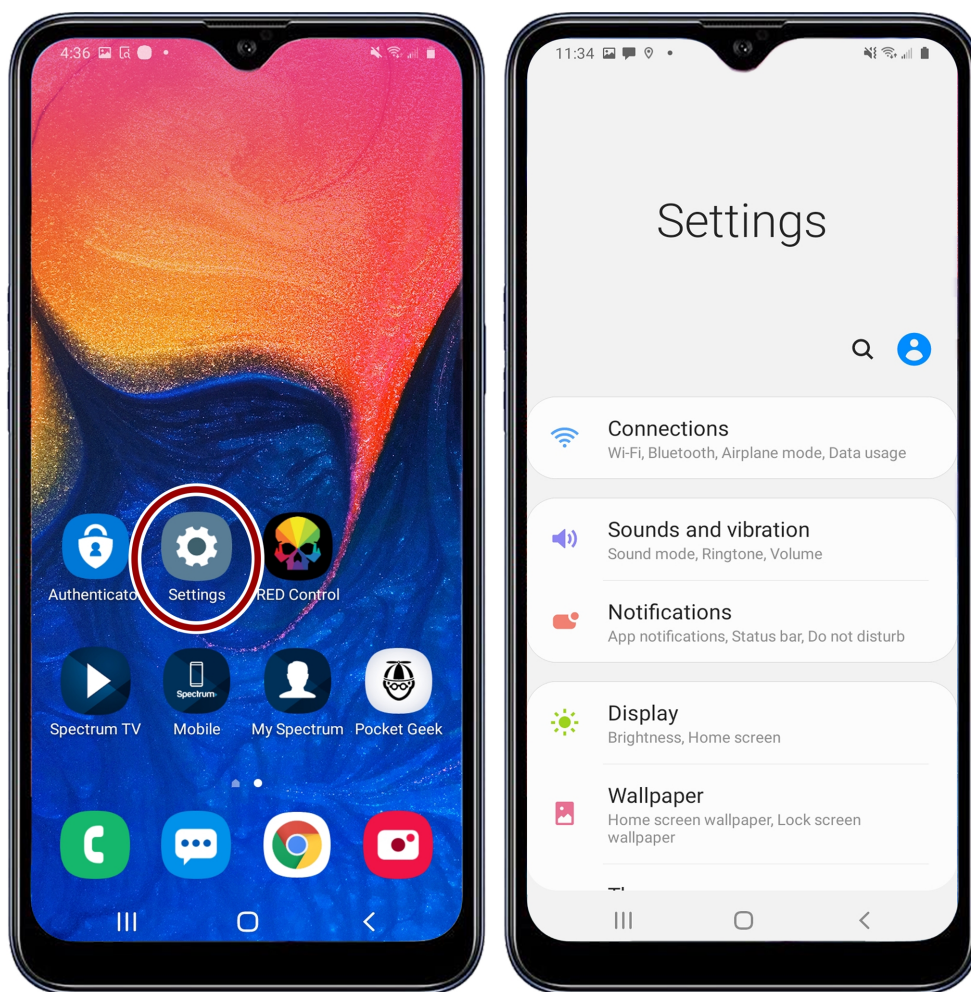 4:36
Authenticato
Settings
RED Control
Spectrum
Spectrum TV
Mobile
My Spectrum
Pocket Geek
11:34
Settings
Connections
Wi-Fi, Bluetooth, Airplane mode, Data usage
Sounds and vibration
Sound mode, Ringtone, Volume
Notifications
App notifications, Status bar, Do not disturb
Display
Brightness, Home screen
Wallpaper
Home screen wallpaper, Lock screen
wallpaper